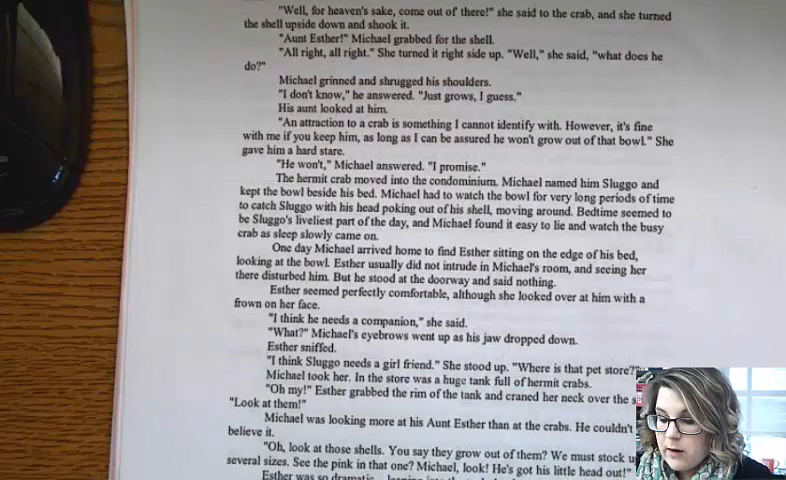 "Well, for heaven's sake, come out of there!" she said to the crab, and she turned
the shell upside down and shook it.
"Aunt Esther!" Michael grabbed for the shell.
"All right, all right." She turned it right side up. "Well," she said, "what does he
do?"
Michael grinned and shrugged his shoulders.
"I don't know," he answered. "Just grows, I guess."
His aunt looked at him.
"An attraction to a crab is something I cannot identify with. However, it's fine
with me if you keep him, as long as I can be assured he won't grow out of that bowl." She
gave him a hard stare.
"He won't," Michael answered. "I promise."
The hermit crab moved into the condominium. Michael named him Sluggo and
kept the bowl beside his bed. Michael had to watch the bowl for very long periods of time
to catch Sluggo with his head poking out of his shell, moving around. Bedtime seemed to
be Sluggo's liveliest part of the day, and Michael found it easy to lie and watch the busy
crab as sleep slowly came on.
One day Michael arrived home to find Esther sitting on the edge of his bed,
looking at the bowl. Esther usually did not intrude in Michael's room, and seeing her
there disturbed him. But he stood at the doorway and said nothing.
Esther seemed perfectly comfortable, although she looked over at him with a
frown on her face.
"I think he needs a companion," she said.
"What?" Michael's eyebrows went up as his jaw dropped down.
Esther sniffed.
"I think Sluggo needs a girl friend." She stood up. "Where is that pet store?"
Michael took her. In the store was a huge tank full of hermit crabs.
"Oh my!" Esther grabbed the rim of the tank and craned her neck over the
"Look at them!"
Michael was looking more at his Aunt Esther than at the crabs. He couldn't
believe it.
"Oh, look at those shells. You say they grow out of them? We must stock
several sizes. See the pink in that one? Michael, look! He's got his little head out!"
Esther was so dramatic